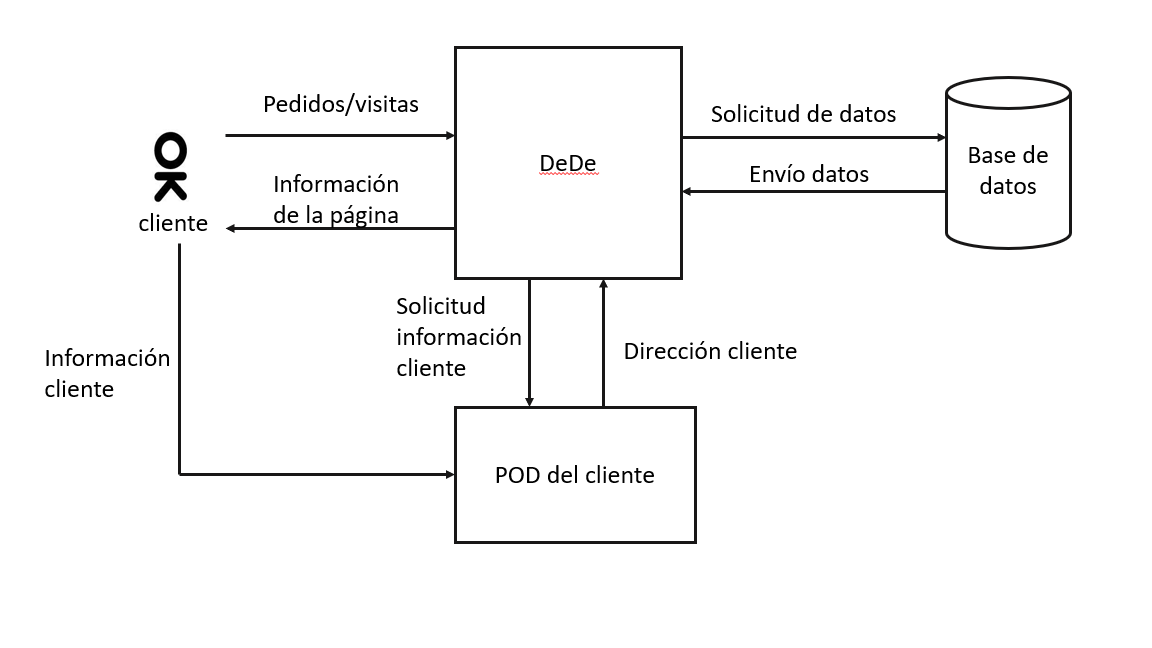 Pedidos/visitas
Solicitud de datos
DeDe
Base de
datos
Envío datos
Información
de la página
cliente
Solicitud
información
cliente
Dirección cliente
Información
cliente
POD del cliente